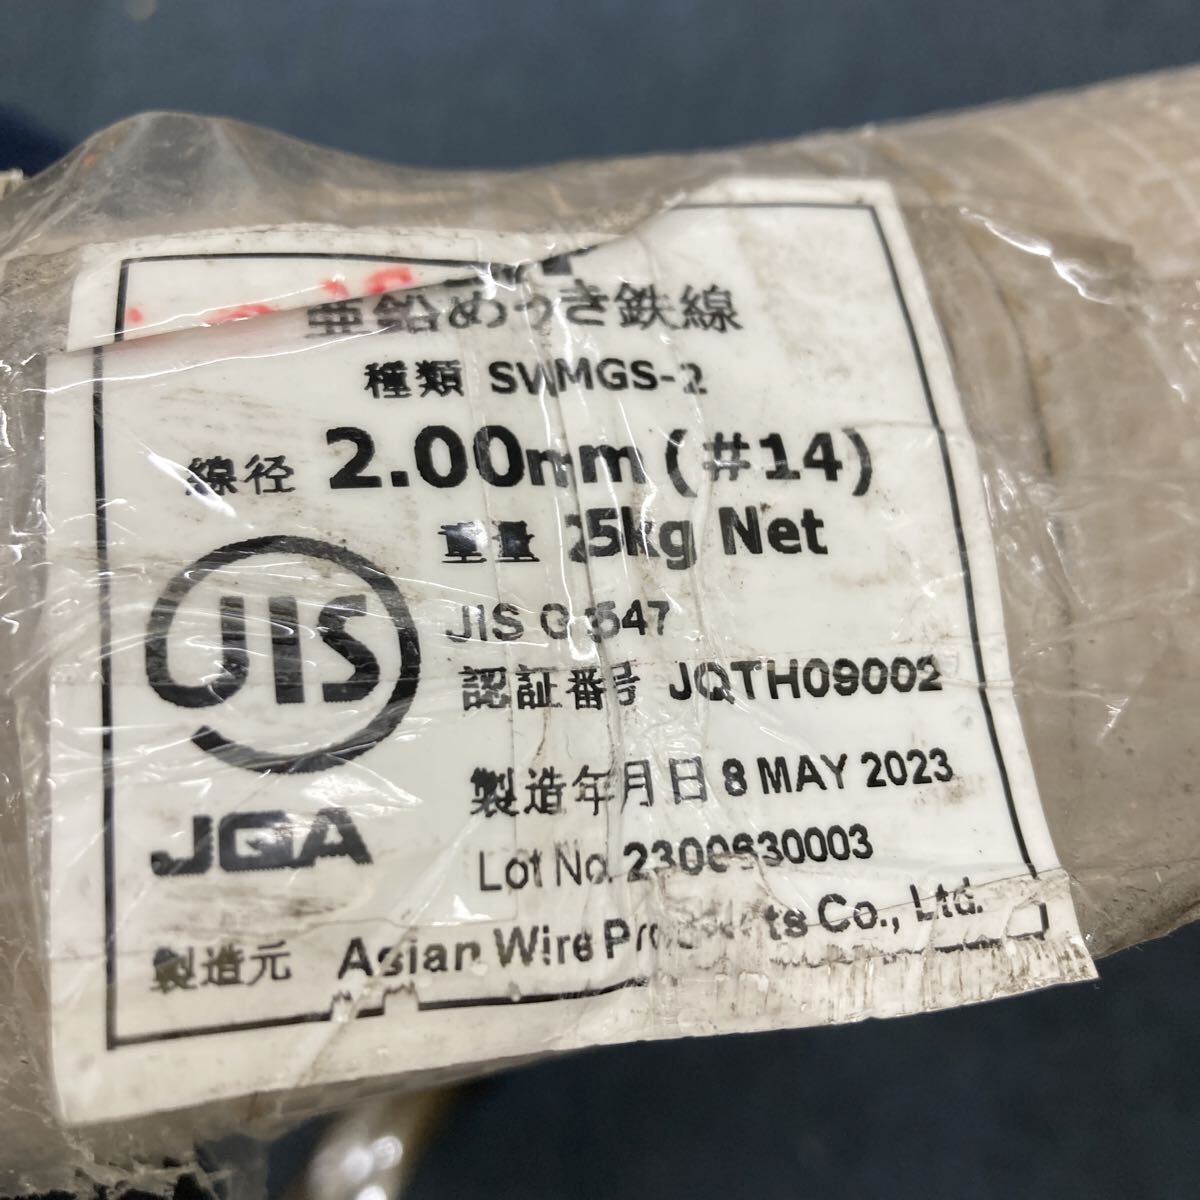 亜鉛めっき鉄線
種類 SWMGS-2
線径 2.00mm (#14)
重量 25kg Net
JIS
JIS G 3547
認証番号 JQTH09002
製造年月日 8 MAY 2023
JQA
Lot No. 2300630003
製造元 Asian Wire Products Co., Ltd.